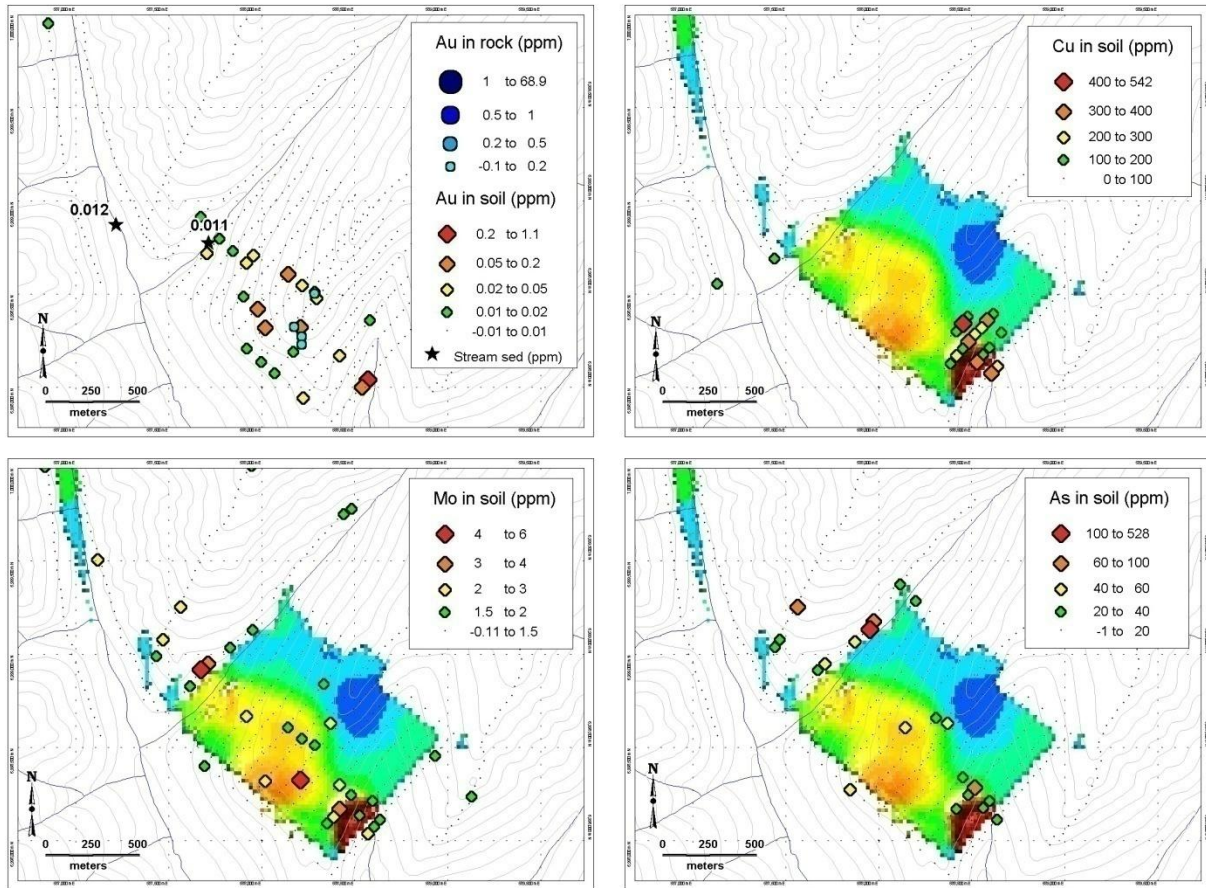 Au in rock (ppm)
1 to 68.9
0.5 to 1
0.2 to 0.5
-0.1 to 0.2
Au in soil (ppm)
0.2 to 1.1
0.05 to 0.2
0.02 to 0.05
0.01 to 0.02
-0.01 to 0.01
Stream sed (ppm)
0.012
0.011
N
0 250 500
meters
Cu in soil (ppm)
400 to 542
300 to 400
200 to 300
100 to 200
0 to 100
N
0 250 500
meters
Mo in soil (ppm)
4 to 6
3 to 4
2 to 3
1.5 to 2
-0.11 to 1.5
N
0 250 500
meters
As in soil (ppm)
100 to 528
60 to 100
40 to 60
20 to 40
-1 to 20
N
0 250 500
meters